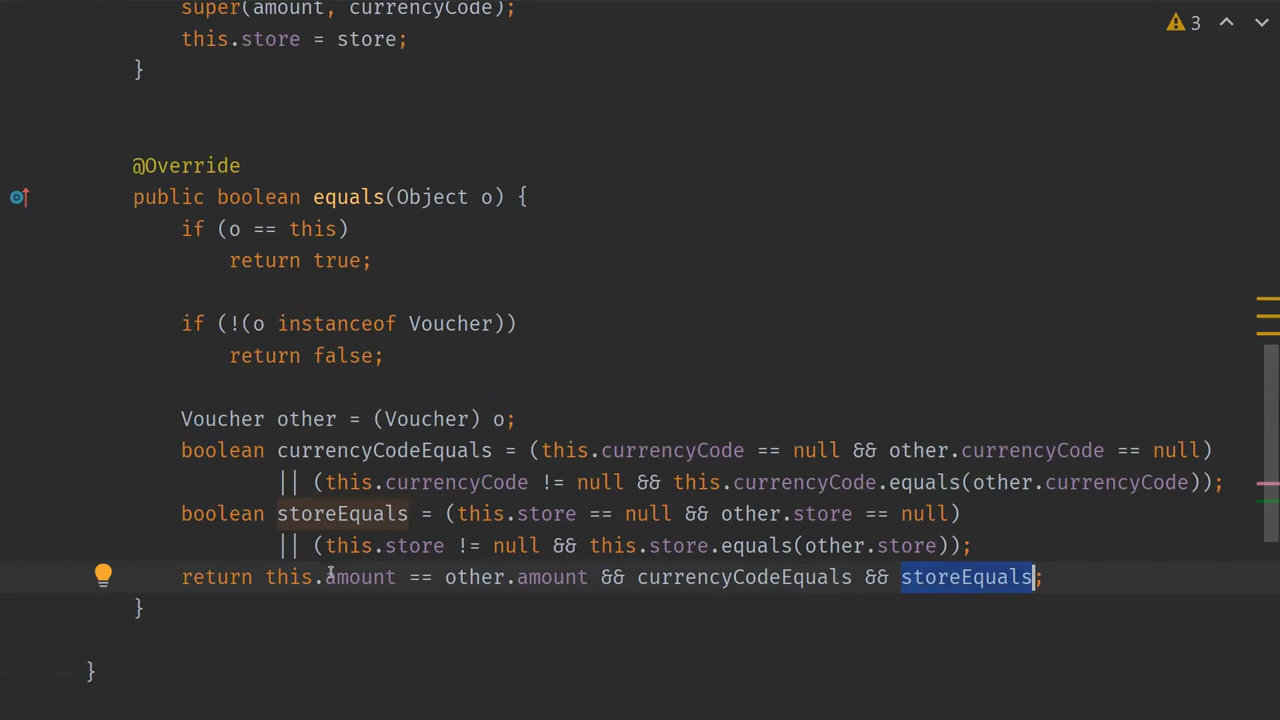 super(amount, currencyCode);
3
this.store = store;
}
@Override
public boolean equals(Object o) {
if (o == this)
return true;
if (!(o instanceof Voucher))
return false;
Voucher other = (Voucher) o;
boolean currencyCodeEquals = (this.currencyCode == null && other.currencyCode == null)
|| (this.currencyCode != null && this.currencyCode.equals(other.currencyCode));
boolean storeEquals = (this.store == null && other.store == null)
|| (this.store != null && this.store.equals(other.store));
return this.amount == other.amount && currencyCodeEquals && storeEquals;
}
}